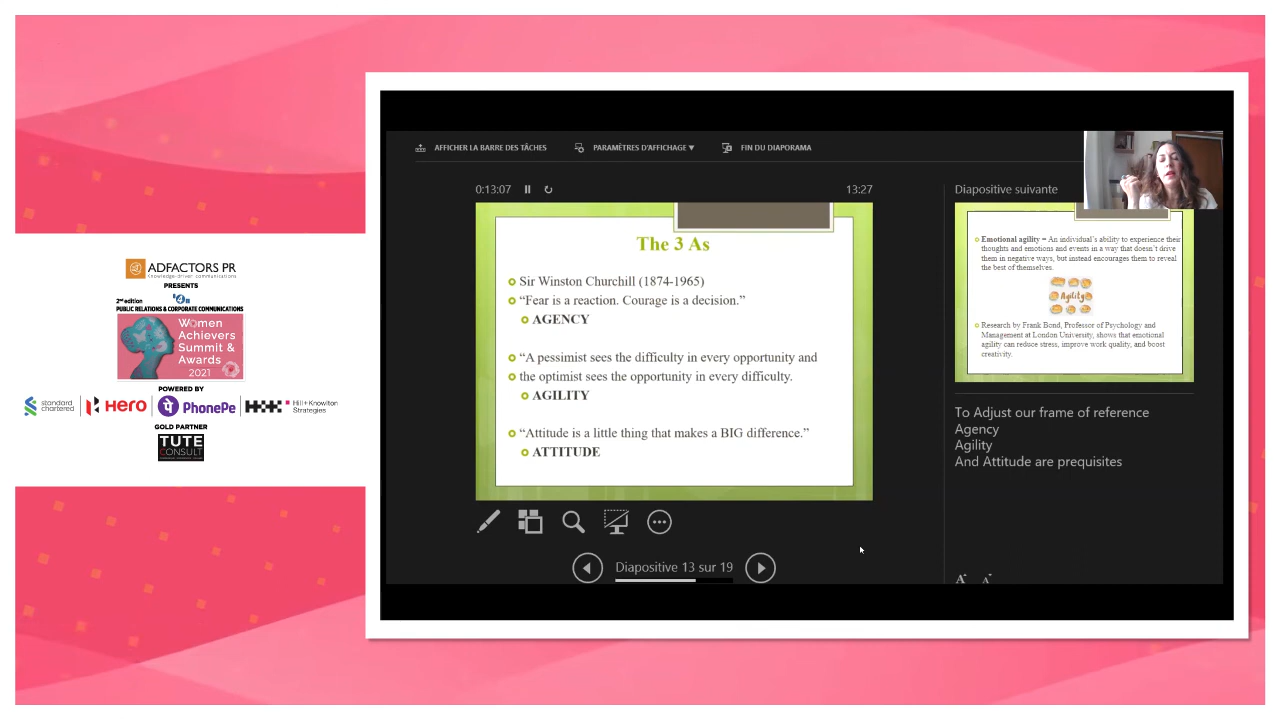 ADFACTORS PR
Knowledge-driven communications
PRESENTS
2nd edition
PUBLIC RELATIONS & CORPORATE COMMUNICATIONS
Women
Achievers
Summit &
Awards
2021
POWERED BY
standard
chartered
Hero
PhonePe
H+K
Hill+Knowlton
Strategies
GOLD PARTNER
TUTE
CONSULT
AFFICHER LA BARRE DES TÂCHES
PARAMÈTRES D'AFFICHAGE ▼
FIN DU DIAPORAMA
0:13:07
13:27
The 3 As
Sir Winston Churchill (1874-1965)
“Fear is a reaction. Courage is a decision.”
AGENCY
“A pessimist sees the difficulty in every opportunity and
the optimist sees the opportunity in every difficulty.
AGILITY
“Attitude is a little thing that makes a BIG difference.”
ATTITUDE
Diapositive 13 sur 19
Diapositive suivante
Emotional agility = An individual's ability to experience their
thoughts and emotions and events in a way that doesn't drive
them in negative ways, but instead encourages them to reveal
the best of themselves.
Agility
Research by Frank Bond, Professor of Psychology and
Management at London University, shows that emotional
agility can reduce stress, improve work quality, and boost
creativity.
To Adjust our frame of reference
Agency
Agility
And Attitude are prequisites
A A